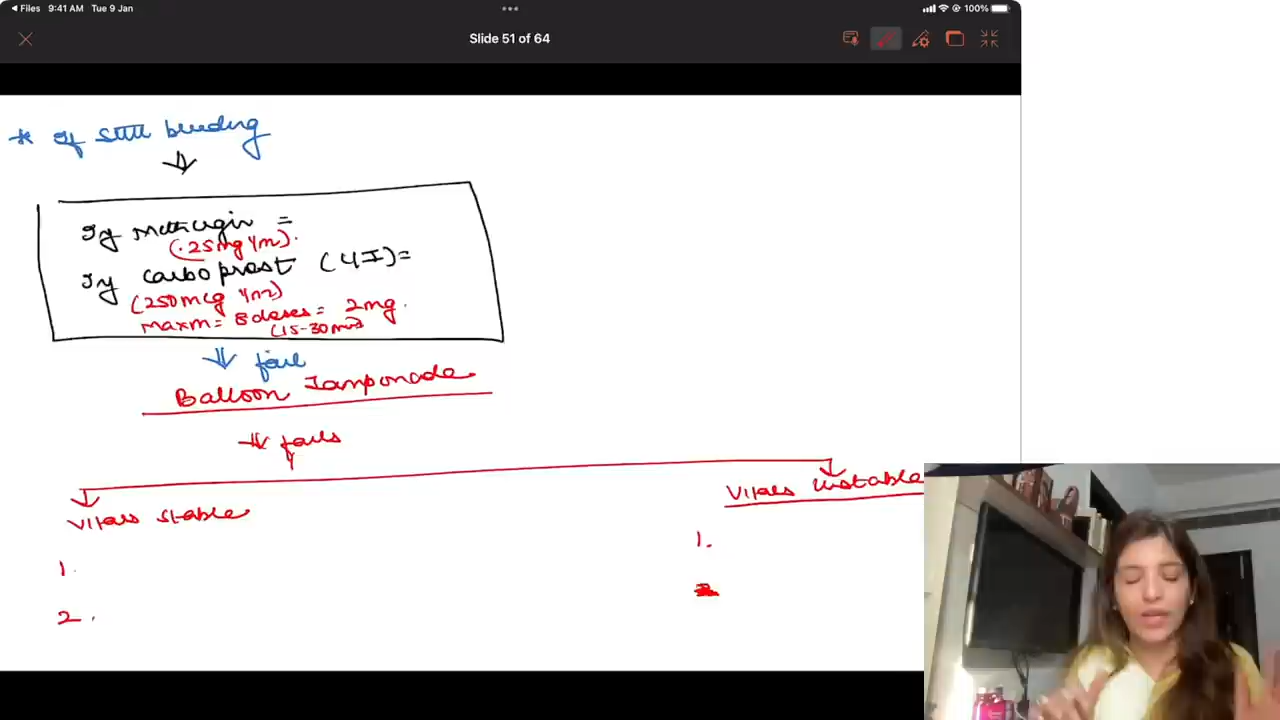 Files 9:41 AM Tue 9 Jan
100%
Slide 51 of 64
* If still bleeding
Inj Methergin =
(.25mg I/m).
Inj carboprost (UI)=
(250mcg I/m)
maxm = 8 doses = 2mg.
(15-30 min)
fail
Balloon Tamponade
fails
Vitals stable
Vitals unstable
1.
2.
1.